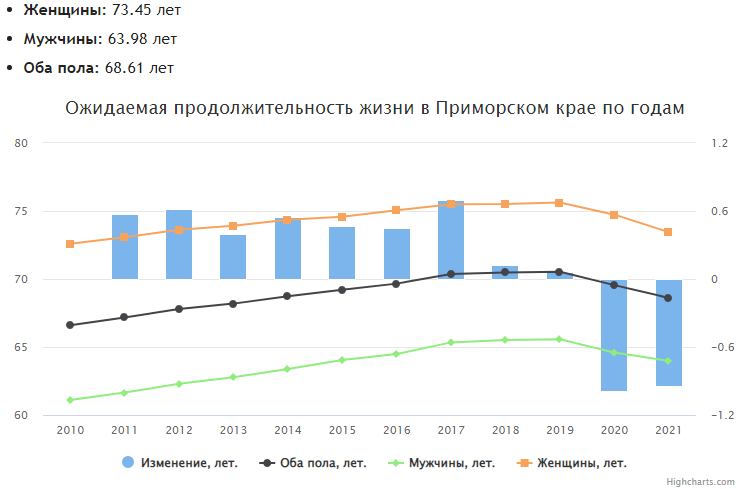 Женщины: 73.45 лет
Мужчины: 63.98 лет
Оба пола: 68.61 лет
Ожидаемая продолжительность жизни в Приморском крае по годам
80 1.2
75 0.6
70 0
65 -0.6
60 -1.2
2010 2011 2012 2013 2014 2015 2016 2017 2018 2019 2020 2021
Изменение, лет. Оба пола, лет. Мужчины, лет. Женщины, лет.
Highcharts.com